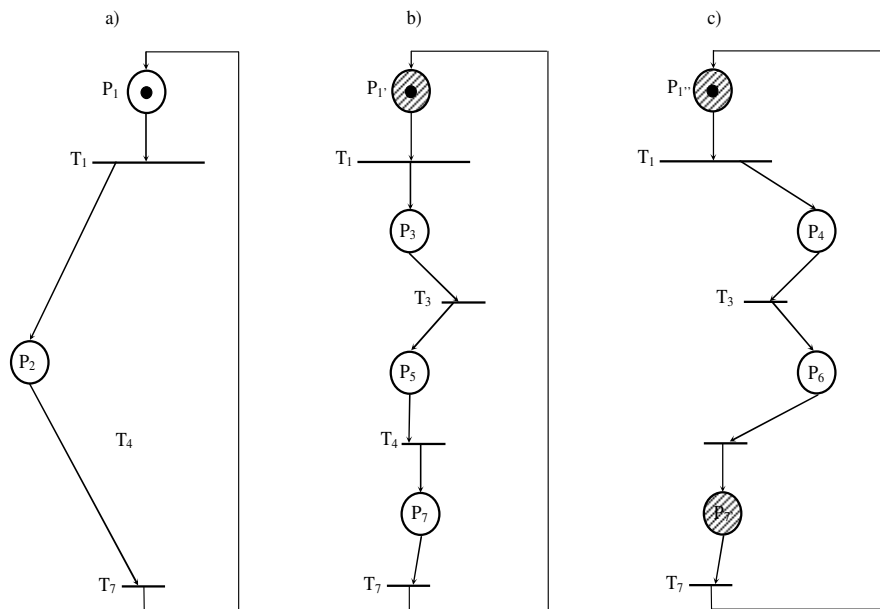 a) b) c)
P1 P1' P1''
T1 T1 T1
P3 P4
T3 T3
P2 P5 P6
T4 T4
P7 P7'
T7 T7 T7